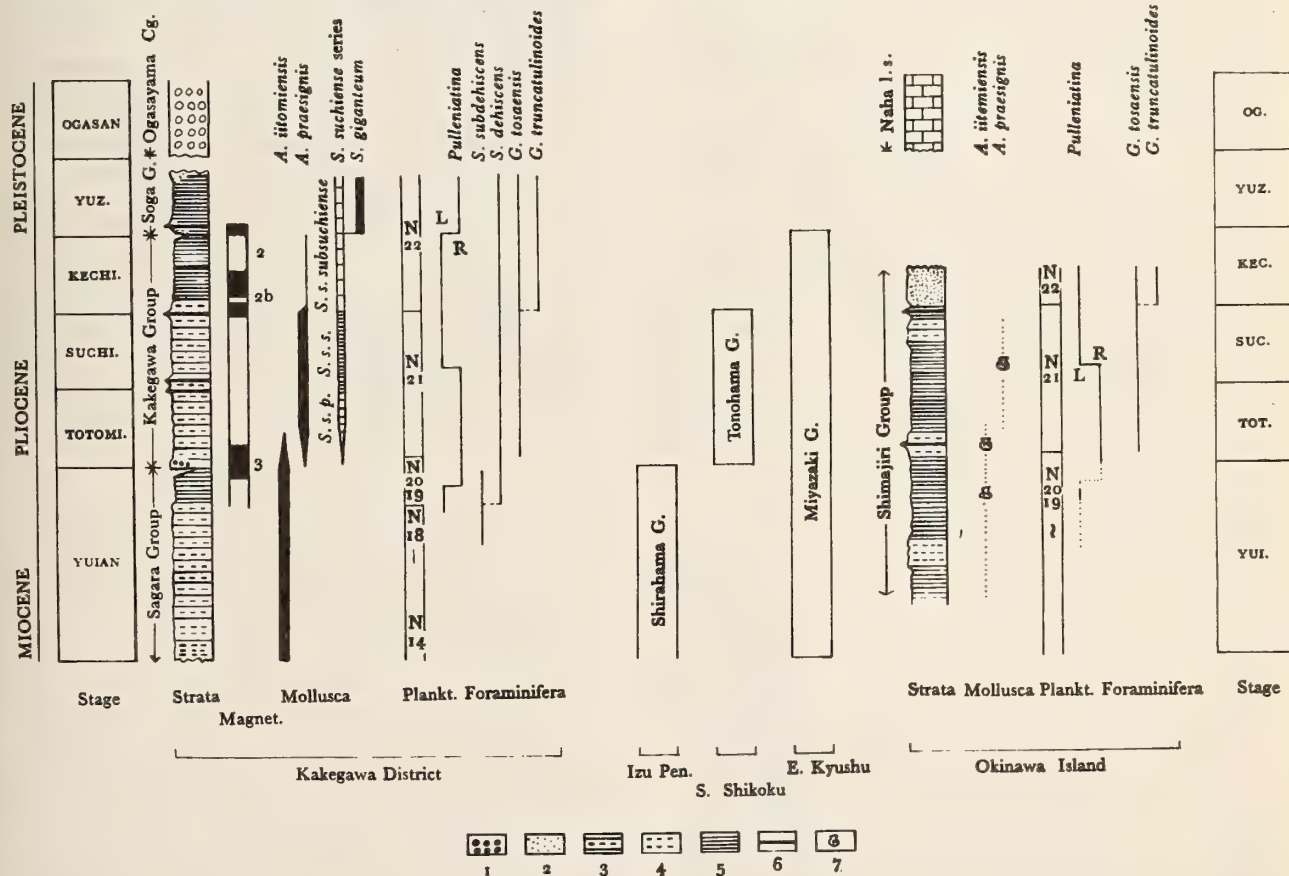 PLEISTOCENE
PLIOCENE
MIOCENE
OGASAN
YUZ.
KECHI.
SUCHI.
TOTOMI.
YUIAN
Ogasayama Cg.
Soga G.
Kakegawa Group
Sagara Group
2
2b
3
A. iitomiensis
A. praesignis
S. suchiense series
S. giganteum
S. s. subsuchiense
S. s. s.
S. s. p.
Pulleniatina
S. subdehiscens
S. dehiscens
G. tosaensis
G. truncatulinoides
L
R
N
22
N
21
N
20
19
N
18
N
14
Shirahama G.
Tonohama G.
Miyazaki G.
Naha l.s.
Shimajiri Group
A. iitemiensis
A. praesignis
Pulleniatina
G. tosaensis
G. truncatulinoides
N
22
R
N
21
L
N
20
19
OG.
YUZ.
KEC.
SUC.
TOT.
YUI.
Stage
Strata
Magnet.
Mollusca
Plankt. Foraminifera
Strata Mollusca Plankt. Foraminifera
Stage
Kakegawa District
Izu Pen.
S. Shikoku
E. Kyushu
Okinawa Island
1 2 3 4 5 6 7